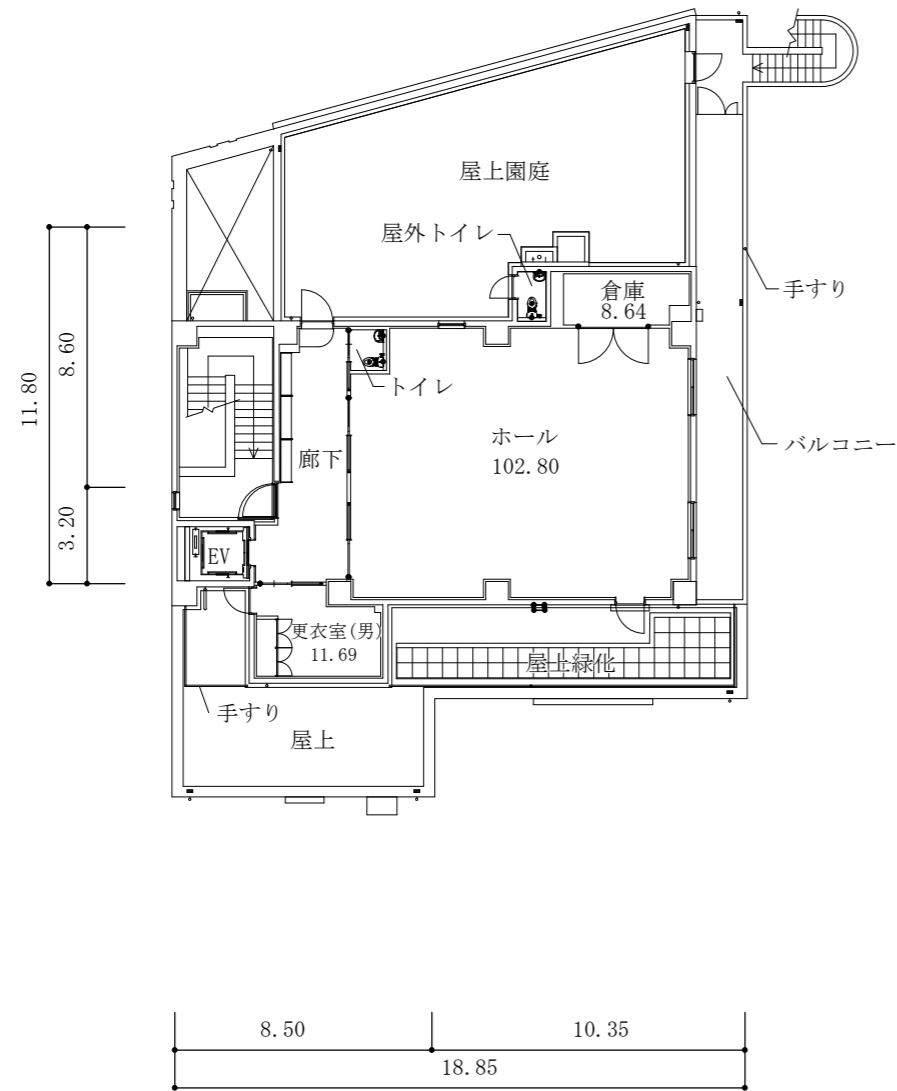 屋上園庭
屋外トイレ
倉庫
8.64
手すり
トイレ
ホール
102.80
廊下
バルコニー
EV
更衣室(男)
11.69
屋上緑化
手すり
屋上
11.80
8.60
3.20
8.50
10.35
18.85